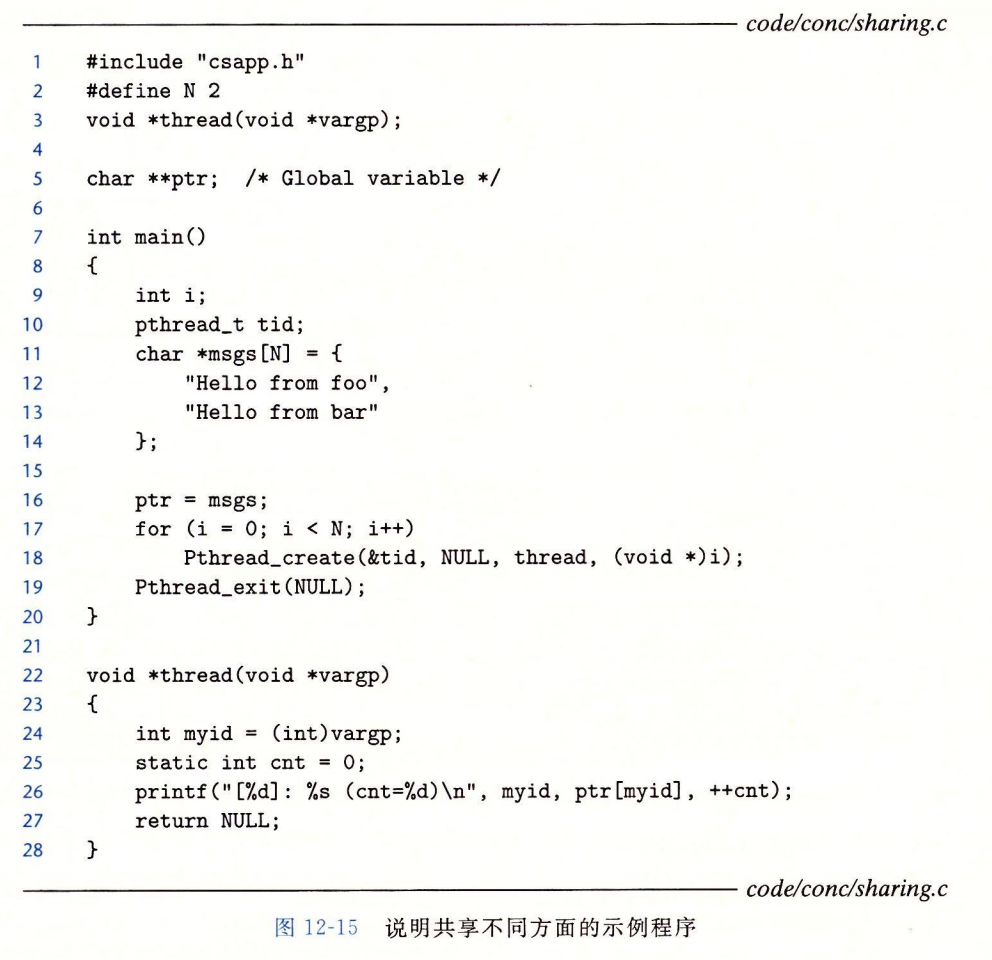 code/conc/sharing.c
1 #include "csapp.h"
2 #define N 2
3 void *thread(void *vargp);
4
5 char **ptr; /* Global variable */
6
7 int main()
8 {
9     int i;
10     pthread_t tid;
11     char *msgs[N] = {
12         "Hello from foo",
13         "Hello from bar"
14     };
15
16     ptr = msgs;
17     for (i = 0; i < N; i++)
18         Pthread_create(&tid, NULL, thread, (void *)i);
19     Pthread_exit(NULL);
20 }
21
22 void *thread(void *vargp)
23 {
24     int myid = (int)vargp;
25     static int cnt = 0;
26     printf("[%d]: %s (cnt=%d)\n", myid, ptr[myid], ++cnt);
27     return NULL;
28 }
code/conc/sharing.c
图 12-15 说明共享不同方面的示例程序